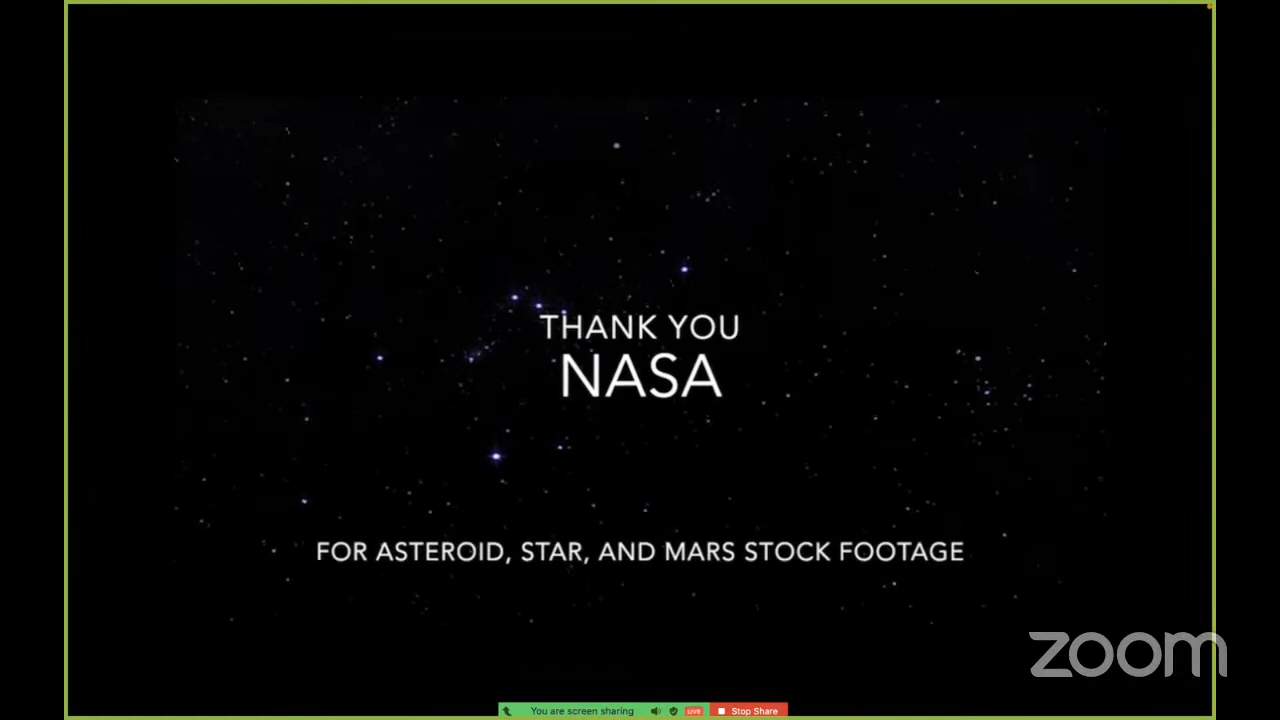 THANK YOU
NASA
FOR ASTEROID, STAR, AND MARS STOCK FOOTAGE
zoom
You are screen sharing LIVE Stop Share